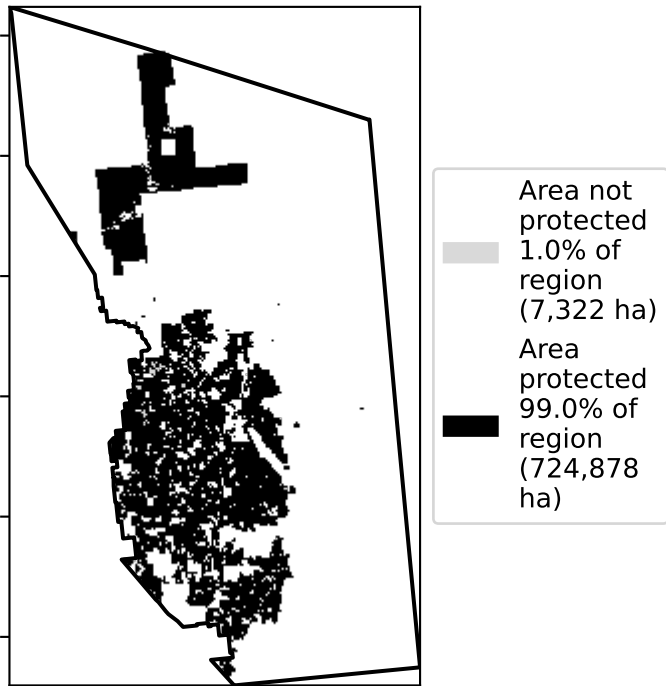 Area not
protected
1.0% of
region
(7,322 ha)
Area
protected
99.0% of
region
(724,878
ha)